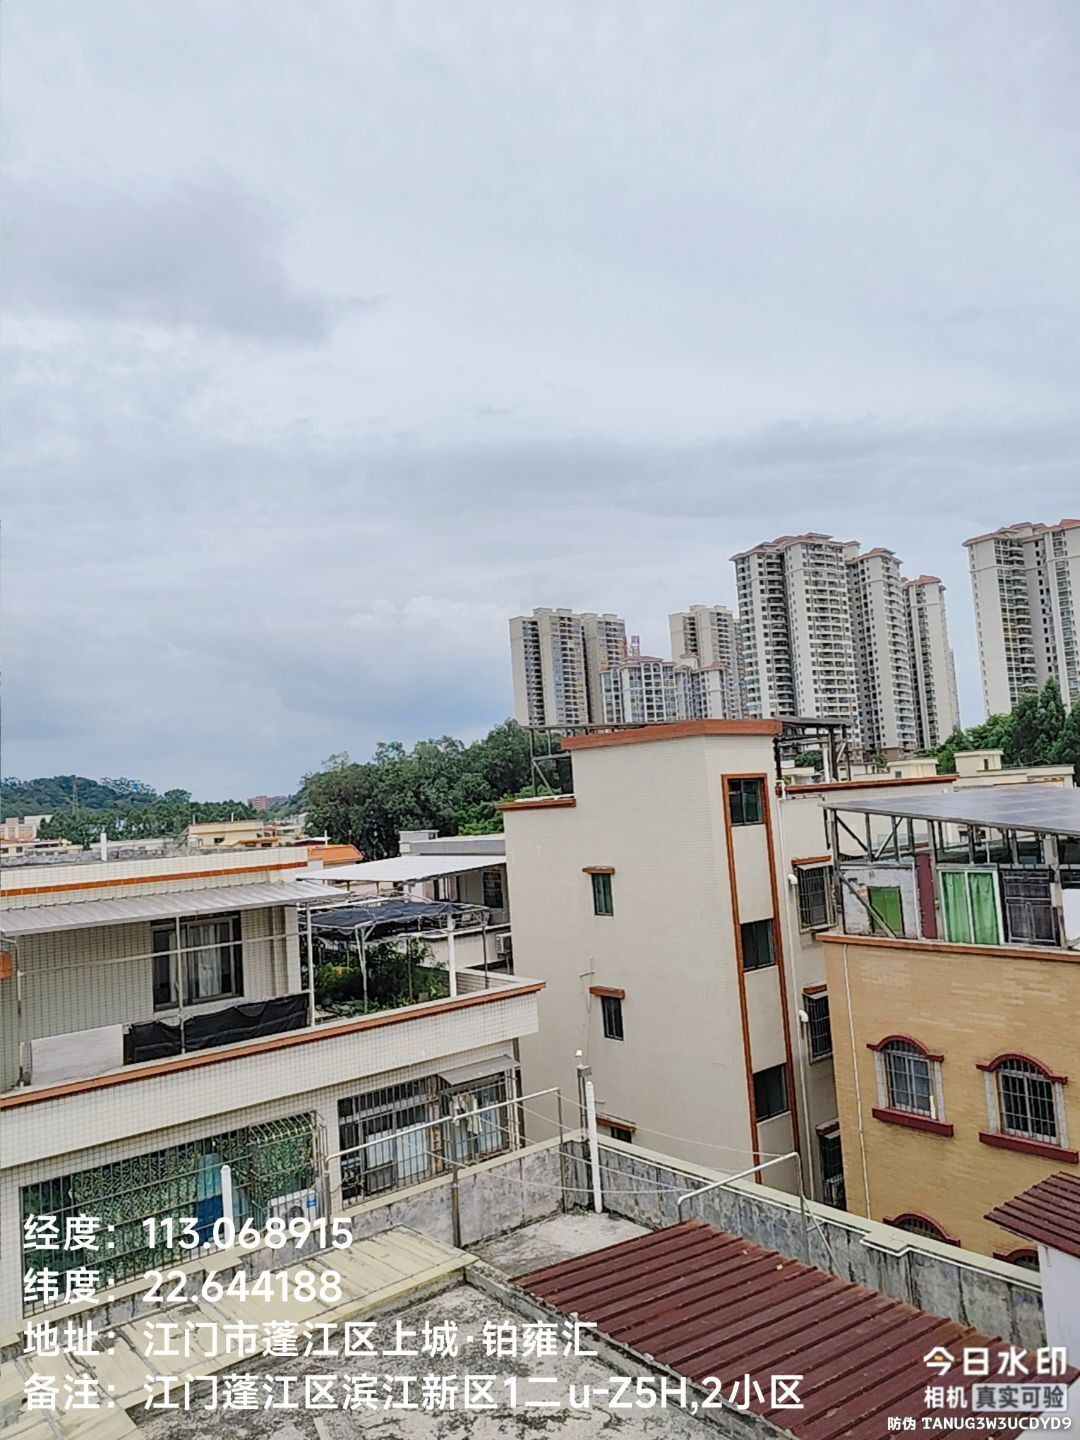 经度：113.068915
纬度：22.644188
地址：江门市蓬江区上城·铂雍汇
备注：江门蓬江区滨江新区1二u-Z5H,2小区
今日水印
相机 真实可验
防伪 TANUG3W3UCDYD9